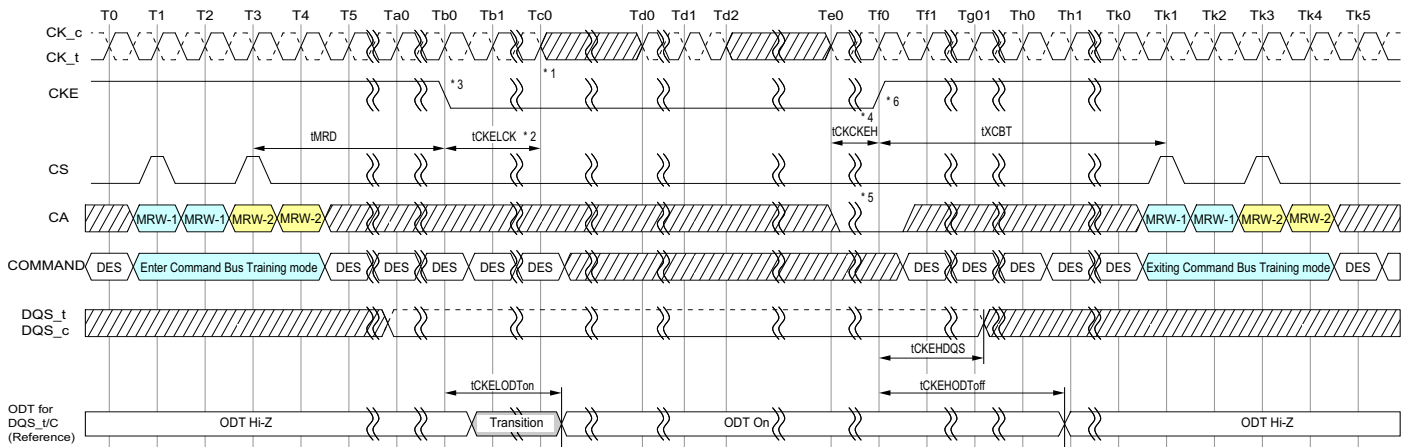 T0 T1 T2 T3 T4 T5 Ta0 Tb0 Tb1 Tc0 Td0 Td1 Td2 Te0 Tf0 Tf1 Tg01 Th0 Th1 Tk0 Tk1 Tk2 Tk3 Tk4 Tk5
CK_c
CK_t
* 1
CKE
* 3
* 6
* 4
tMRD
tCKELCK * 2
tCKCKEH
tXCBT
CS
* 5
CA
MRW-1 MRW-1 MRW-2 MRW-2 MRW-1 MRW-1 MRW-2 MRW-2
COMMAND
DES Enter Command Bus Training mode DES DES DES DES DES DES DES DES DES DES Exiting Command Bus Training mode DES
DQS_t
DQS_c
tCKEHDQS
tCKELODTon
tCKEHODToff
ODT for
DQS_t/C
(Reference)
ODT Hi-Z Transition ODT On ODT Hi-Z